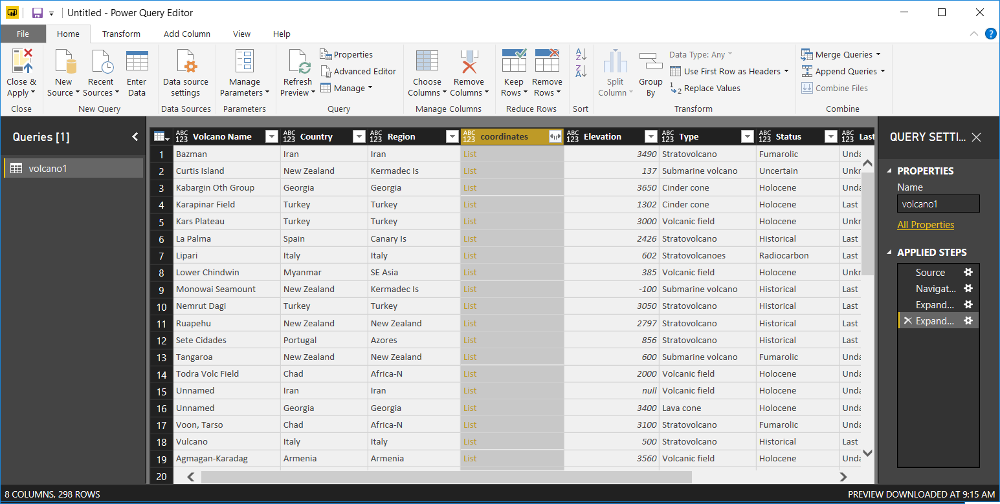 Untitled - Power Query Editor
File Home Transform Add Column View Help
Close & Apply
New Source
Recent Sources
Enter Data
Data source settings
Manage Parameters
Refresh Preview
Properties
Advanced Editor
Manage
Choose Columns
Remove Columns
Keep Rows
Remove Rows
Split Column
Group By
Data Type: Any
Use First Row as Headers
Replace Values
Merge Queries
Append Queries
Combine Files
Close New Query Data Sources Parameters Query Manage Columns Reduce Rows Sort Transform Combine
Queries [1]
volcano1
ABC 123 Volcano Name ABC 123 Country ABC 123 Region ABC 123 coordinates ABC 123 Elevation ABC 123 Type ABC 123 Status ABC 123 Last
1 Bazman Iran Iran List 3490 Stratovolcano Fumarolic Unda
2 Curtis Island New Zealand Kermadec Is List 137 Submarine volcano Uncertain Unkr
3 Kabargin Oth Group Georgia Georgia List 3650 Cinder cone Holocene Unda
4 Karapinar Field Turkey Turkey List 1302 Cinder cone Holocene Last
5 Kars Plateau Turkey Turkey List 3000 Volcanic field Holocene Unkr
6 La Palma Spain Canary Is List 2426 Stratovolcano Historical Last
7 Lipari Italy Italy List 602 Stratovolcanoes Radiocarbon Last
8 Lower Chindwin Myanmar SE Asia List 385 Volcanic field Holocene Unkr
9 Monowai Seamount New Zealand Kermadec Is List -100 Submarine volcano Historical Last
10 Nemrut Dagi Turkey Turkey List 3050 Stratovolcano Historical Last
11 Ruapehu New Zealand New Zealand List 2797 Stratovolcano Historical Last
12 Sete Cidades Portugal Azores List 856 Stratovolcano Historical Last
13 Tangaroa New Zealand New Zealand List 600 Submarine volcano Fumarolic Unda
14 Todra Volc Field Chad Africa-N List 2000 Volcanic field Holocene Unda
15 Unnamed Iran Iran List null Volcanic field Holocene Unda
16 Unnamed Georgia Georgia List 3400 Lava cone Holocene Unda
17 Voon, Tarso Chad Africa-N List 3100 Stratovolcano Fumarolic Unda
18 Vulcano Italy Italy List 500 Stratovolcano Historical Last
19 Agmagan-Karadag Armenia Armenia List 3560 Volcanic field Holocene Unda
20
QUERY SETTI...
PROPERTIES
Name
volcano1
All Properties
APPLIED STEPS
Source
Navigat...
Expand...
Expand...
8 COLUMNS, 298 ROWS
PREVIEW DOWNLOADED AT 9:15 AM